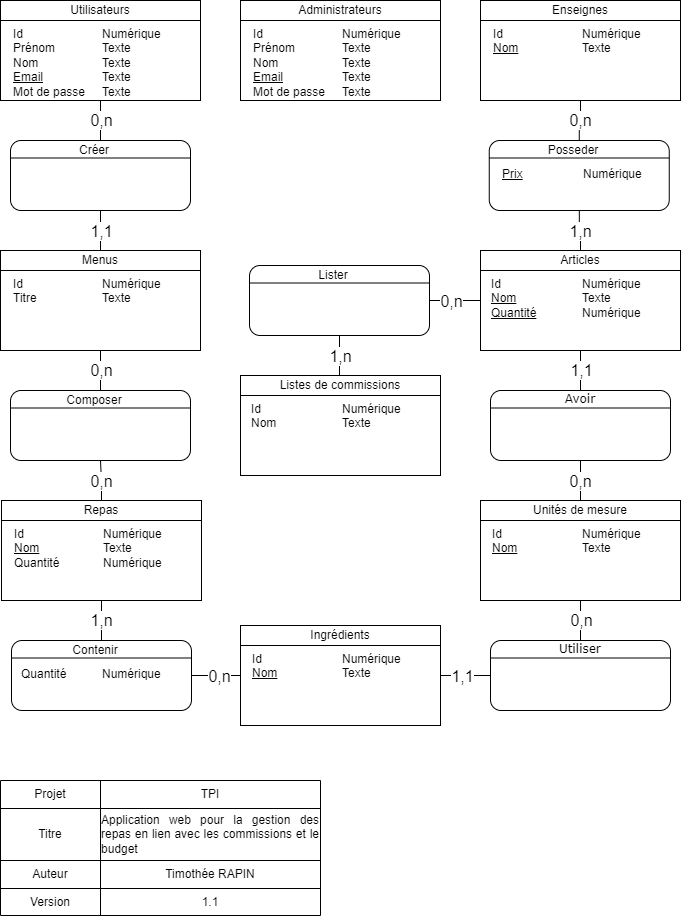 Utilisateurs
Id Numérique
Prénom Texte
Nom Texte
Email Texte
Mot de passe Texte
Administrateurs
Id Numérique
Prénom Texte
Nom Texte
Email Texte
Mot de passe Texte
Enseignes
Id Numérique
Nom Texte
0,n
0,n
Créer
Posseder
Prix Numérique
1,1
1,n
Menus
Id Numérique
Titre Texte
Lister
0,n
Articles
Id Numérique
Nom Texte
Quantité Numérique
1,n
0,n
1,1
Composer
Listes de commissions
Id Numérique
Nom Texte
Avoir
0,n
0,n
Repas
Id Numérique
Nom Texte
Quantité Numérique
Unités de mesure
Id Numérique
Nom Texte
1,n
0,n
Contenir
Quantité Numérique
0,n
Ingrédients
Id Numérique
Nom Texte
1,1
Utiliser
Projet TPI
Titre
Application web pour la gestion des
repas en lien avec les commissions et le
budget
Auteur Timothée RAPIN
Version 1.1